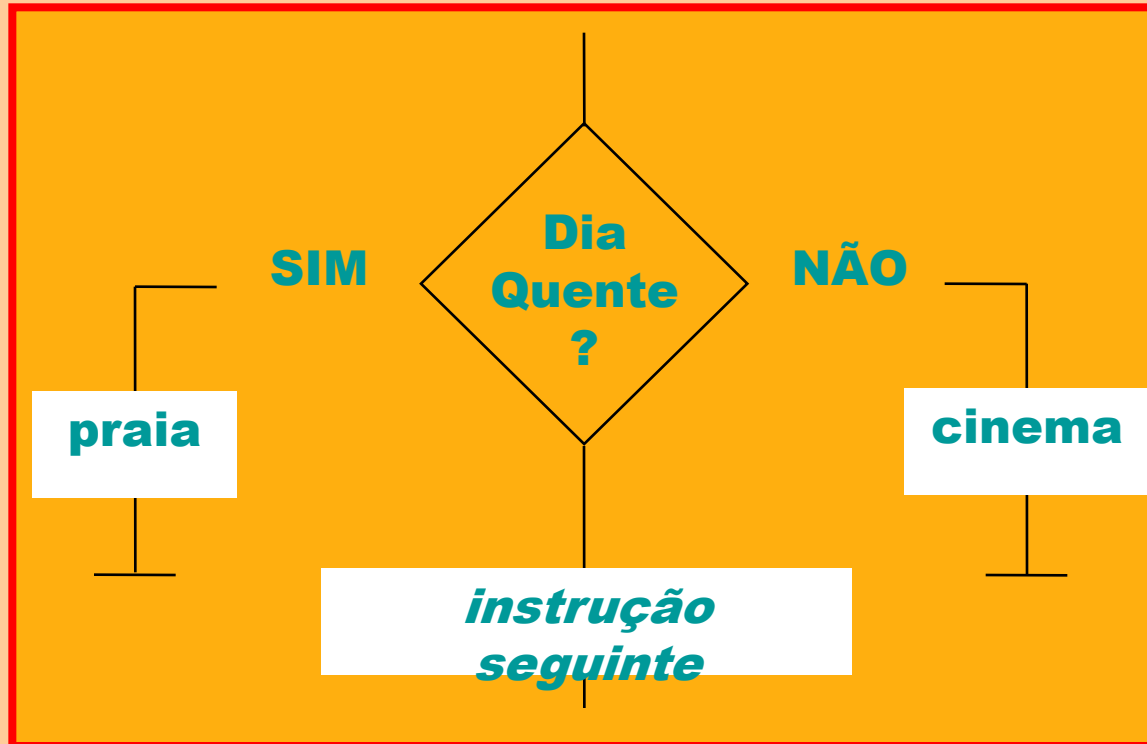 SIM
Dia
Quente
?
NÃO
praia
cinema
instrução
seguinte